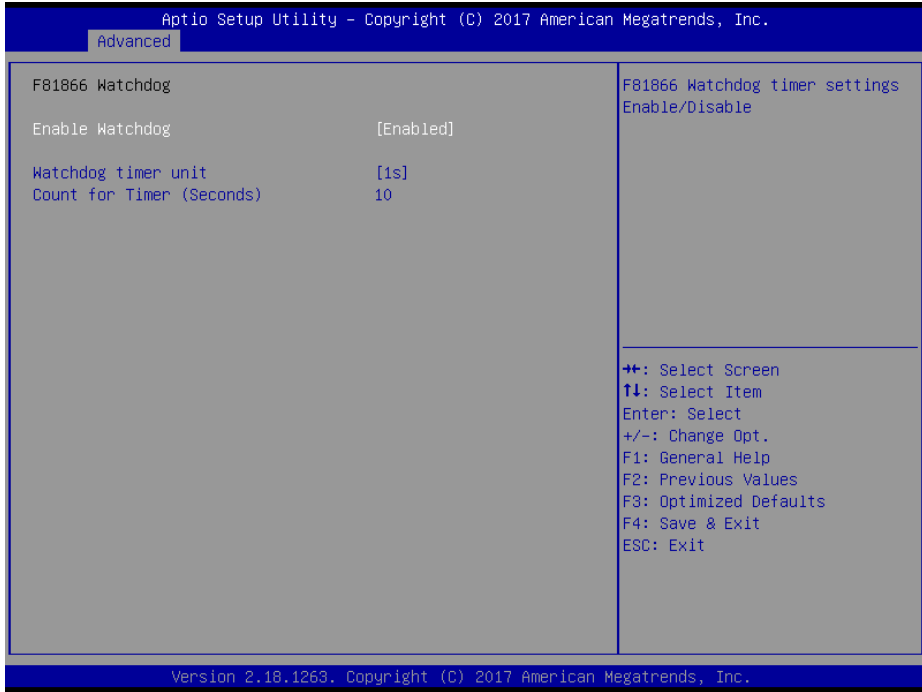 Aptio Setup Utility – Copyright (C) 2017 American Megatrends, Inc.
Advanced
F81866 Watchdog
Enable Watchdog [Enabled]
Watchdog timer unit [1s]
Count for Timer (Seconds) 10
F81866 Watchdog timer settings
Enable/Disable
→←: Select Screen
↑↓: Select Item
Enter: Select
+/-: Change Opt.
F1: General Help
F2: Previous Values
F3: Optimized Defaults
F4: Save & Exit
ESC: Exit
Version 2.18.1263. Copyright (C) 2017 American Megatrends, Inc.